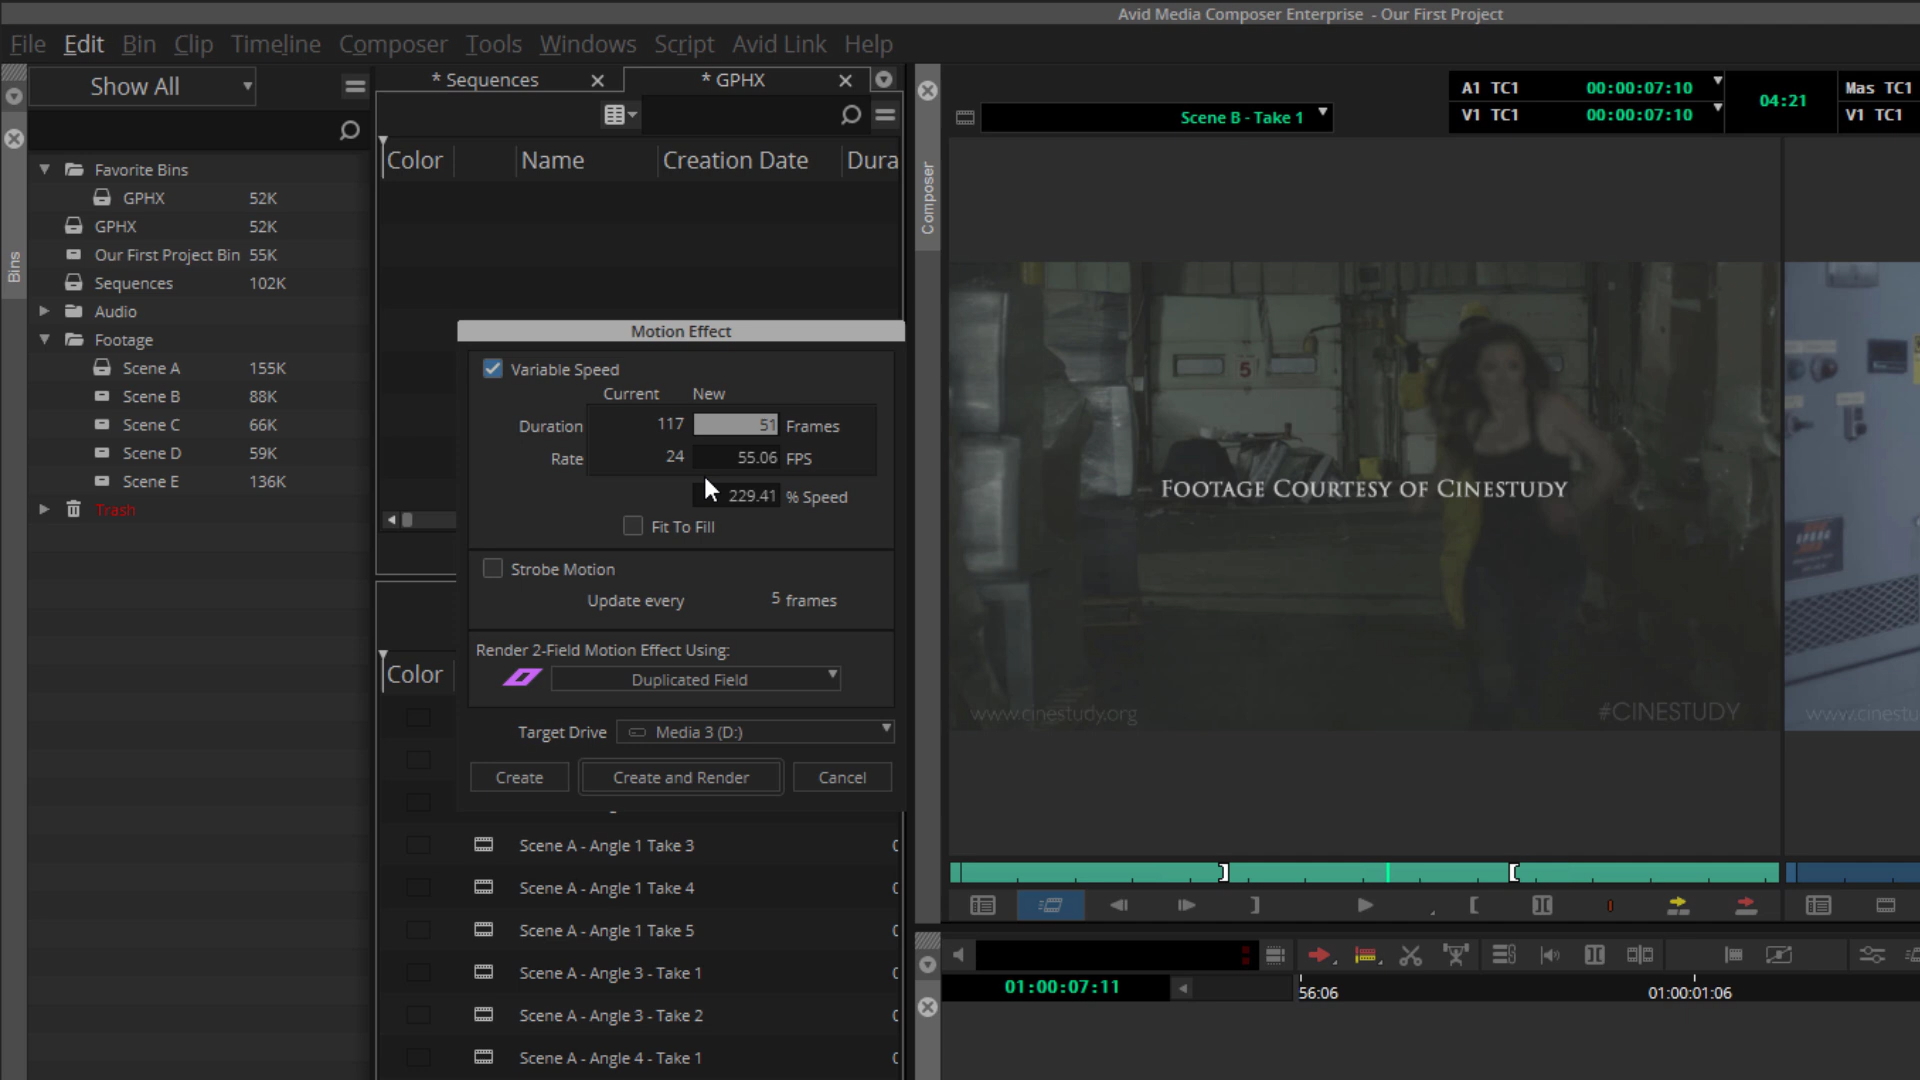 Avid Media Composer Enterprise - Our First Project
File Edit Bin Clip Timeline Composer Tools Windows Script Avid Link Help
Show All
Bins
Favorite Bins
GPHX 52K
GPHX 52K
Our First Project Bin 55K
Sequences 102K
Audio
Footage
Scene A 155K
Scene B 88K
Scene C 66K
Scene D 59K
Scene E 136K
Trash
* Sequences
* GPHX
Color Name Creation Date Dura
Motion Effect
Variable Speed
Current New
Duration 117 51 Frames
Rate 24 55.06 FPS
229.41 % Speed
Fit To Fill
Strobe Motion
Update every 5 frames
Render 2-Field Motion Effect Using:
Duplicated Field
Target Drive Media 3 (D:)
Create Create and Render Cancel
Color
Scene A - Angle 1 Take 3
Scene A - Angle 1 Take 4
Scene A - Angle 1 Take 5
Scene A - Angle 3 - Take 1
Scene A - Angle 3 - Take 2
Scene A - Angle 4 - Take 1
Composer
Scene B - Take 1
A1 TC1 00:00:07:10
V1 TC1 00:00:07:10
04:21
Mas TC1
V1 TC1
5
FOOTAGE COURTESY OF CINESTUDY
www.cinestudy.org
#CINESTUDY
www.cinestu
01:00:07:11
56:06
01:00:01:06